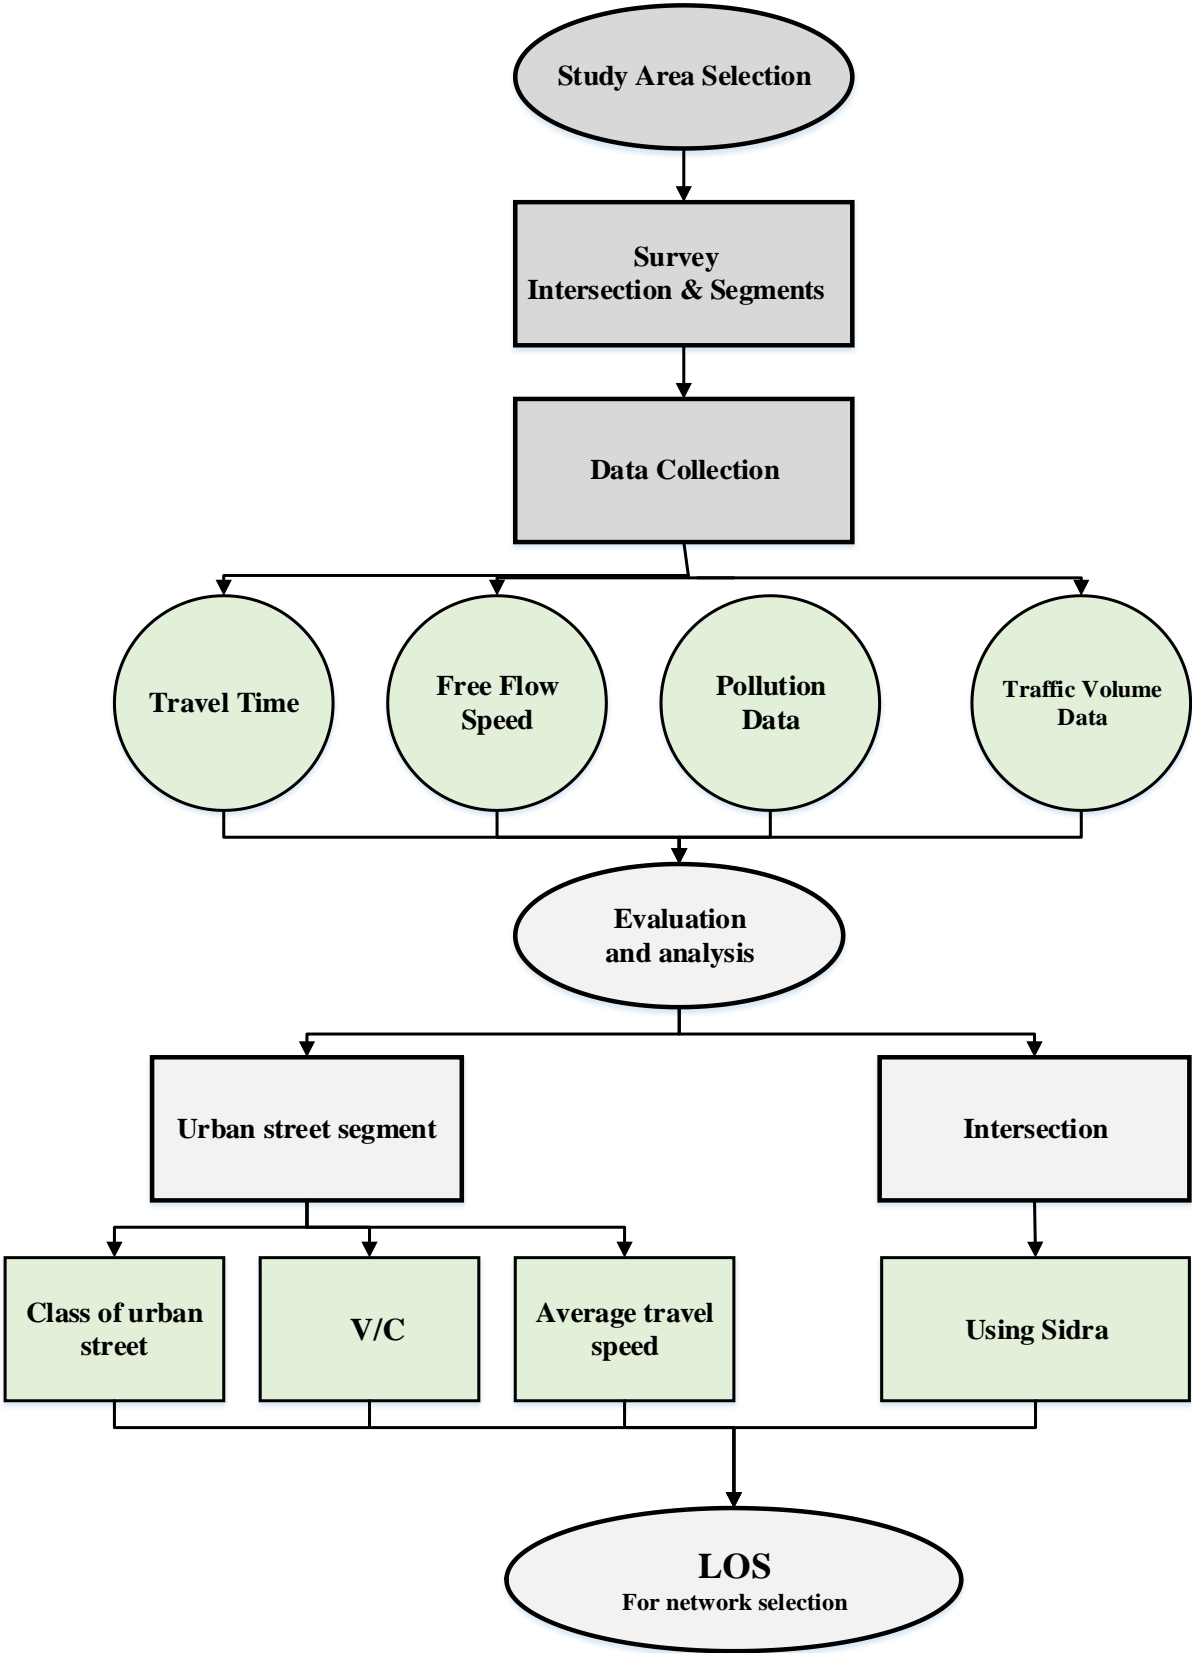 Study Area Selection
Survey
Intersection & Segments
Data Collection
Travel Time
Free Flow
Speed
Pollution
Data
Traffic Volume
Data
Evaluation
and analysis
Urban street segment
Intersection
Class of urban
street
V/C
Average travel
speed
Using Sidra
LOS
For network selection